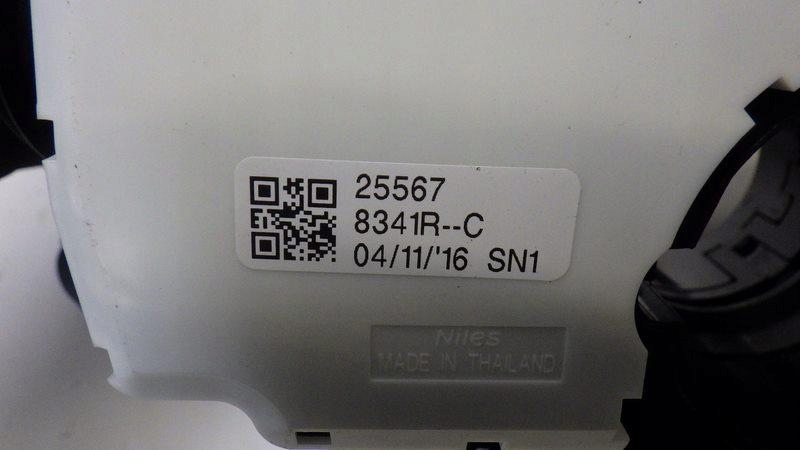 25567
8341R--C
04/11/'16 SN1
Niles
MADE IN THAILAND